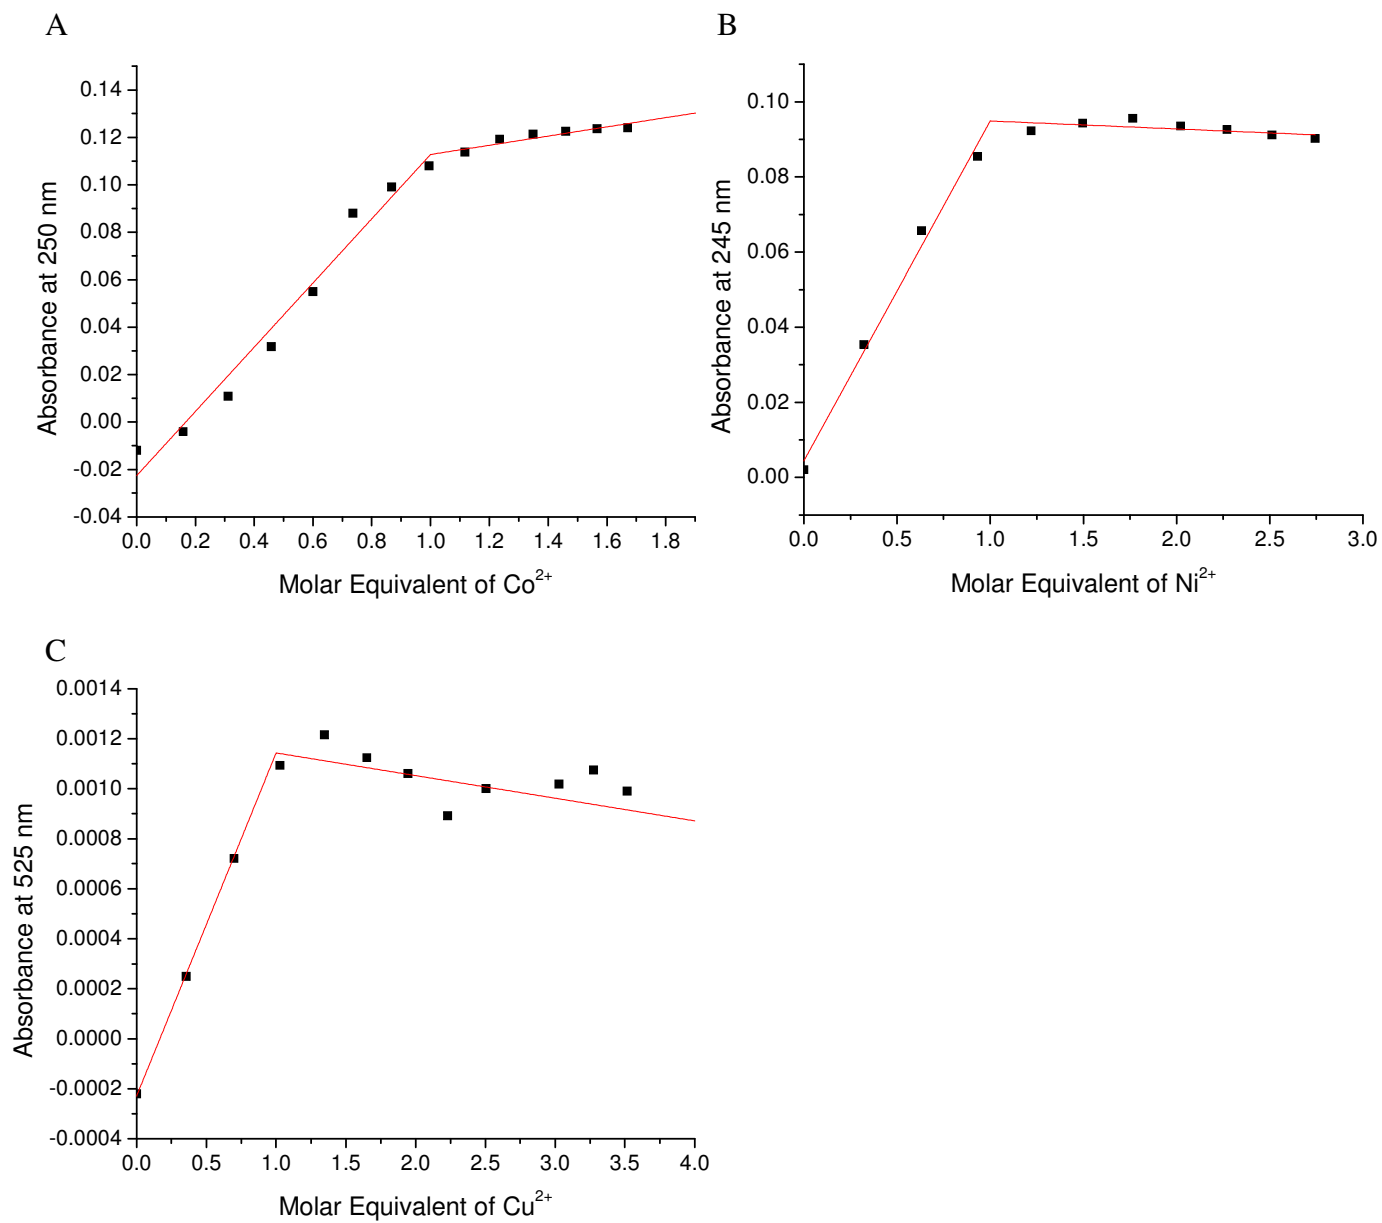 A
B
0.14
0.12
0.10
0.08
0.06
0.04
0.02
0.00
-0.02
-0.04
Absorbance at 250 nm
0.0 0.2 0.4 0.6 0.8 1.0 1.2 1.4 1.6 1.8
Molar Equivalent of Co²⁺
0.10
0.08
0.06
0.04
0.02
0.00
Absorbance at 245 nm
0.0 0.5 1.0 1.5 2.0 2.5 3.0
Molar Equivalent of Ni²⁺
C
0.0014
0.0012
0.0010
0.0008
0.0006
0.0004
0.0002
0.0000
-0.0002
-0.0004
Absorbance at 525 nm
0.0 0.5 1.0 1.5 2.0 2.5 3.0 3.5 4.0
Molar Equivalent of Cu²⁺